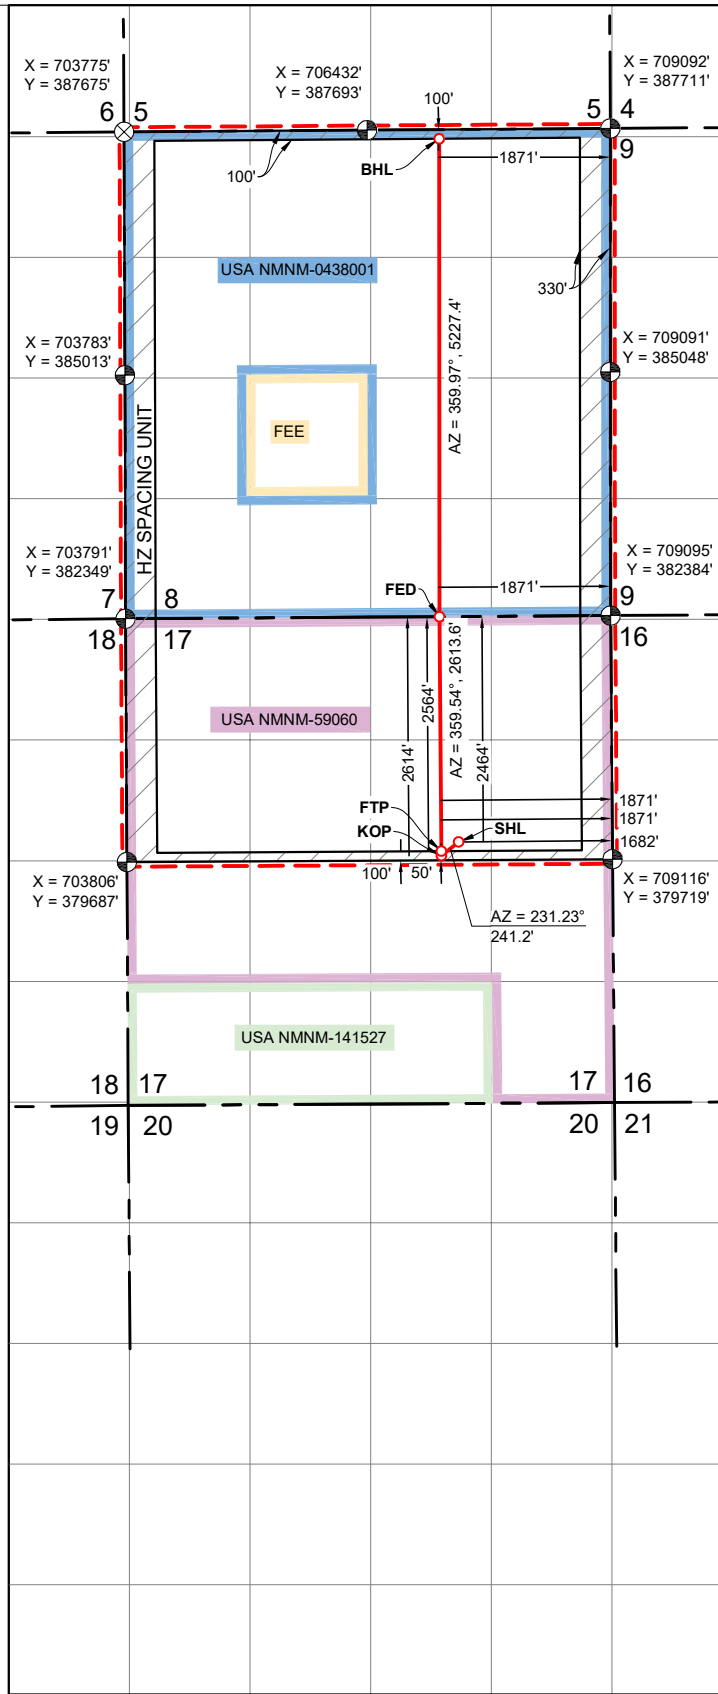 X = 703775'
Y = 387675'
X = 706432'
Y = 387693'
X = 709092'
Y = 387711'
100'
6
5
5
4
9
BHL
1871'
100'
USA NMNM-0438001
330'
X = 703783'
Y = 385013'
X = 709091'
Y = 385048'
AZ = 359.97°, 5227.4'
FEE
HZ SPACING UNIT
X = 703791'
Y = 382349'
X = 709095'
Y = 382384'
7
8
FED
1871'
9
18
17
16
USA NMNM-59060
2614'
2564'
AZ = 359.54°, 2613.6'
2464'
FTP
KOP
SHL
1871'
1871'
1682'
100'
50'
X = 703806'
Y = 379687'
X = 709116'
Y = 379719'
AZ = 231.23°
241.2'
USA NMNM-141527
18
17
17
16
19
20
20
21